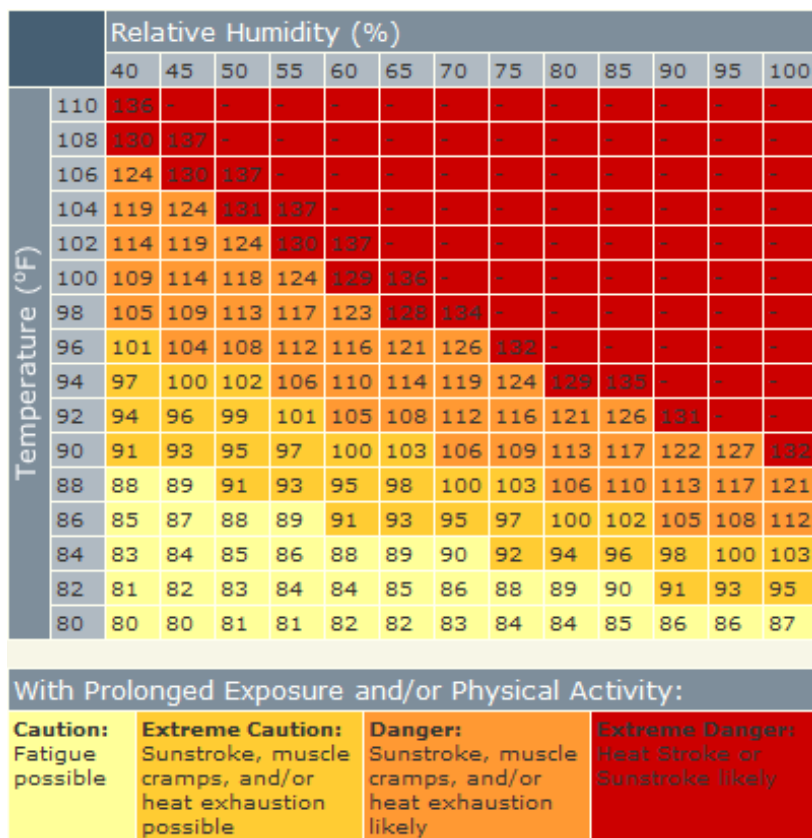 Relative Humidity (%)
40 45 50 55 60 65 70 75 80 85 90 95 100
Temperature (ºF)
110 136 - - - - - - - - - - - -
108 130 137 - - - - - - - - - - -
106 124 130 137 - - - - - - - - - -
104 119 124 131 137 - - - - - - - - -
102 114 119 124 130 137 - - - - - - - -
100 109 114 118 124 129 136 - - - - - - -
98 105 109 113 117 123 128 134 - - - - - -
96 101 104 108 112 116 121 126 132 - - - - -
94 97 100 102 106 110 114 119 124 129 135 - - -
92 94 96 99 101 105 108 112 116 121 126 131 - -
90 91 93 95 97 100 103 106 109 113 117 122 127 132
88 88 89 91 93 95 98 100 103 106 110 113 117 121
86 85 87 88 89 91 93 95 97 100 102 105 108 112
84 83 84 85 86 88 89 90 92 94 96 98 100 103
82 81 82 83 84 84 85 86 88 89 90 91 93 95
80 80 80 81 81 82 82 83 84 84 85 86 86 87
With Prolonged Exposure and/or Physical Activity:
Caution:
Fatigue
possible
Extreme Caution:
Sunstroke, muscle
cramps, and/or
heat exhaustion
possible
Danger:
Sunstroke, muscle
cramps, and/or
heat exhaustion
likely
Extreme Danger:
Heat Stroke or
Sunstroke likely